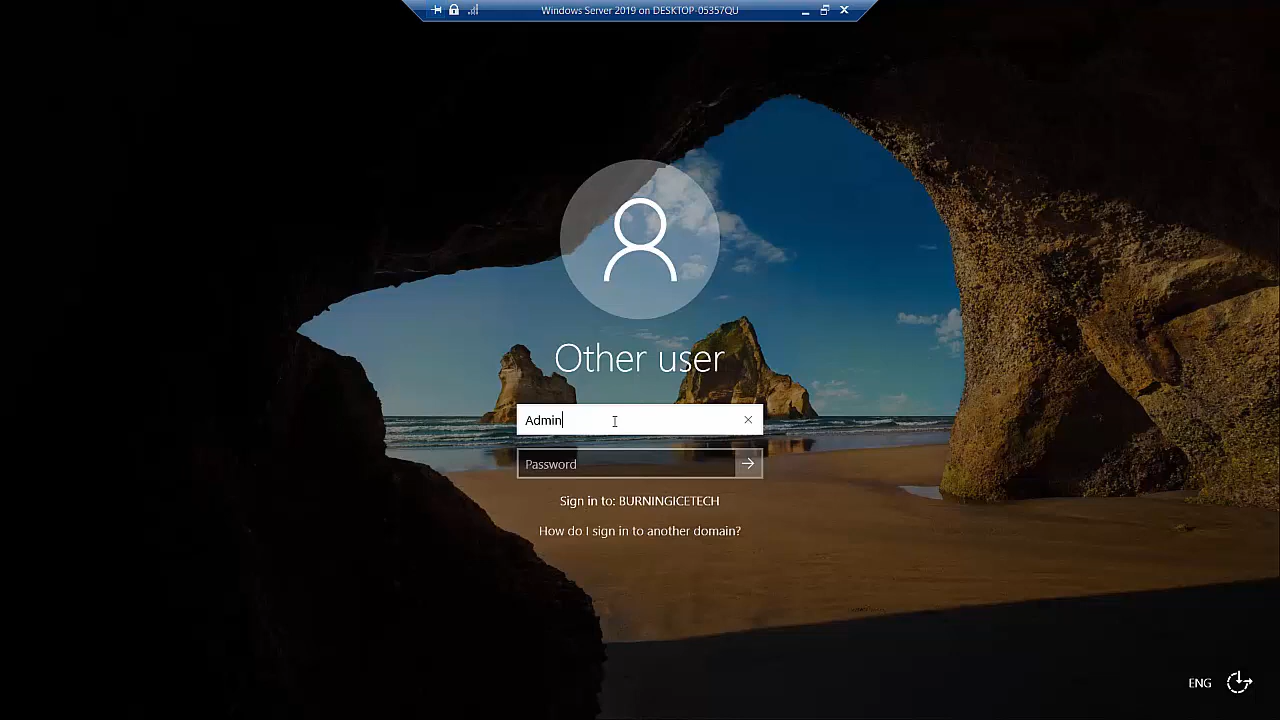 Windows Server 2019 on DESKTOP-05357QU
Other user
Admin
Password
Sign in to: BURNINGICETECH
How do I sign in to another domain?
ENG